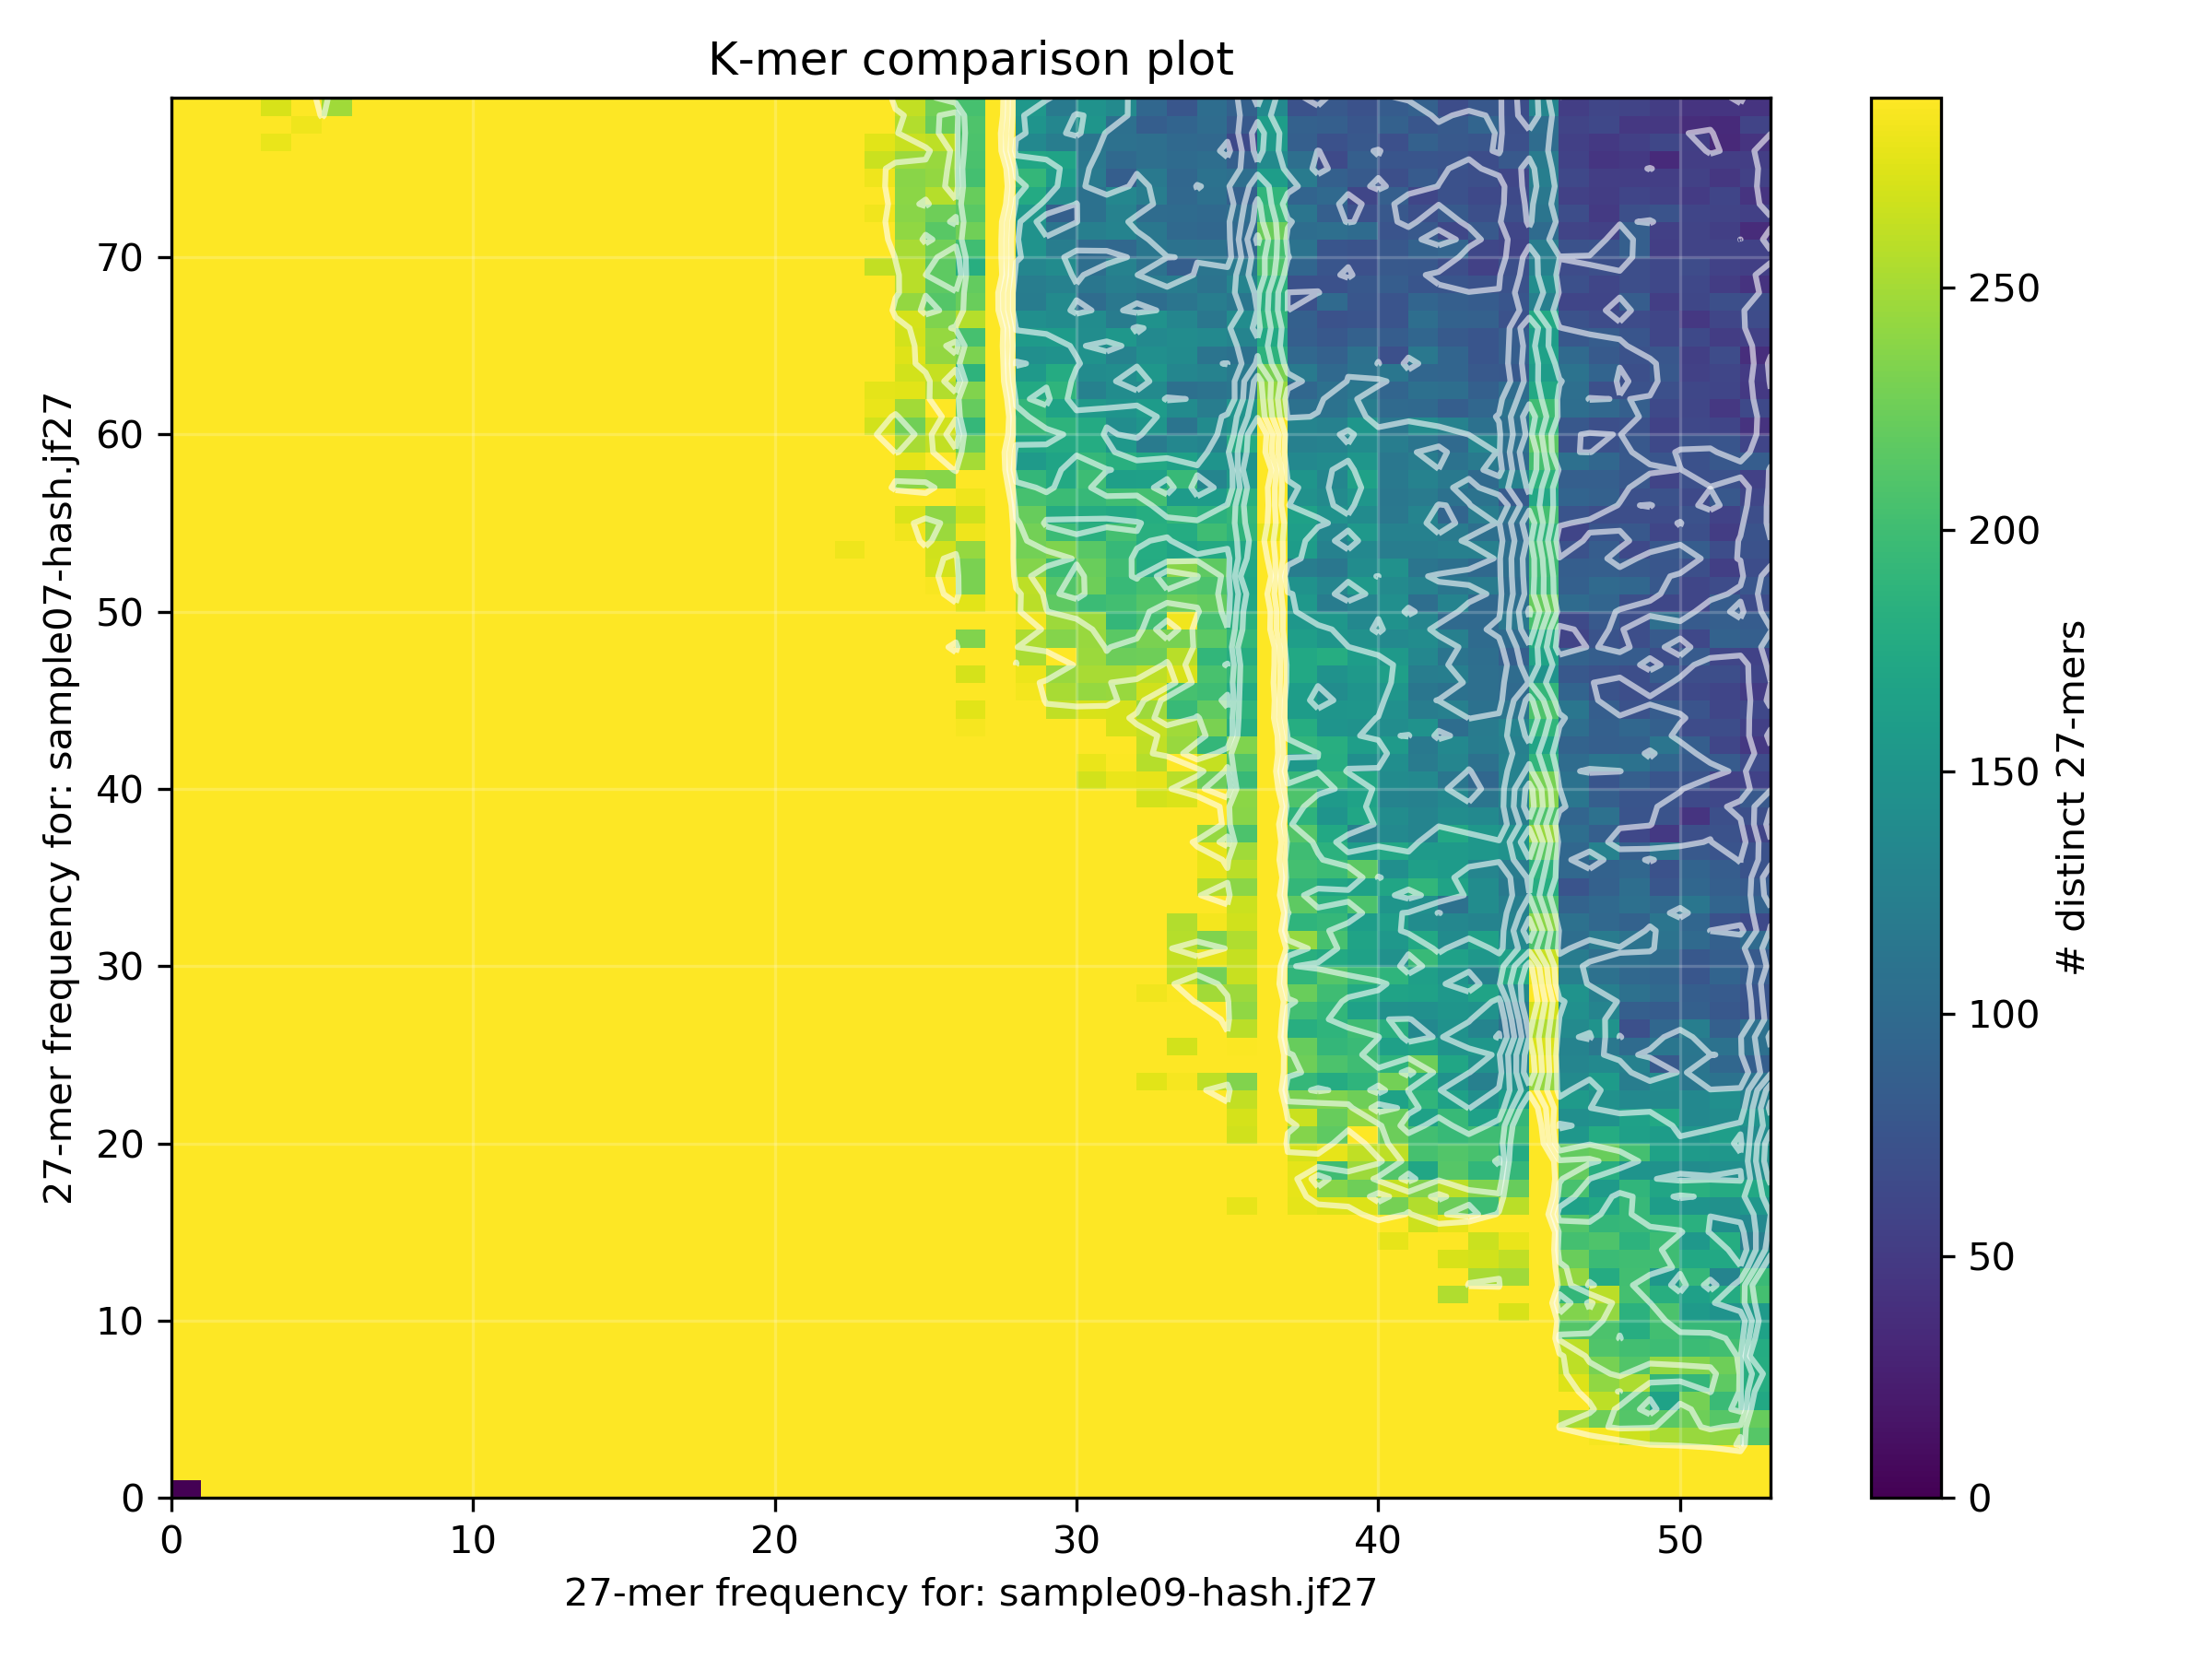 K-mer comparison plot
27-mer frequency for: sample07-hash.jf27
70
60
50
40
30
20
10
0
0 10 20 30 40 50
27-mer frequency for: sample09-hash.jf27
250
200
150
100
50
0
# distinct 27-mers